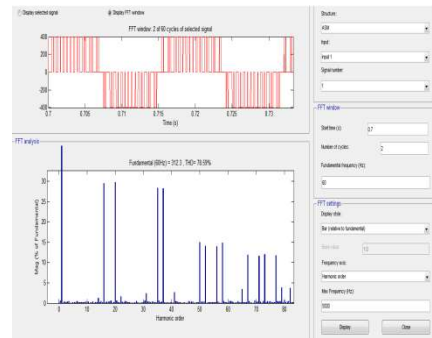 Display selected signal
Display FFT window
FFT window: 2 of 60 cycles of selected signal
400
200
0
-200
-400
0.7 0.705 0.71 0.715 0.72 0.725 0.73
Time (s)
FFT analysis
Fundamental (60Hz) = 312.3 , THD= 78.59%
Mag (% of Fundamental)
30
25
20
15
10
5
0
0 10 20 30 40 50 60 70 80
Harmonic order
Structure:
ASM
Input:
input 1
Signal number:
1
FFT window
Start time (s): 0.7
Number of cycles: 2
Fundamental frequency (Hz):
60
FFT settings
Display style:
Bar (relative to fundamental)
Base value:
Frequency axis:
Harmonic order
Max Frequency (Hz):
5000
Display Close